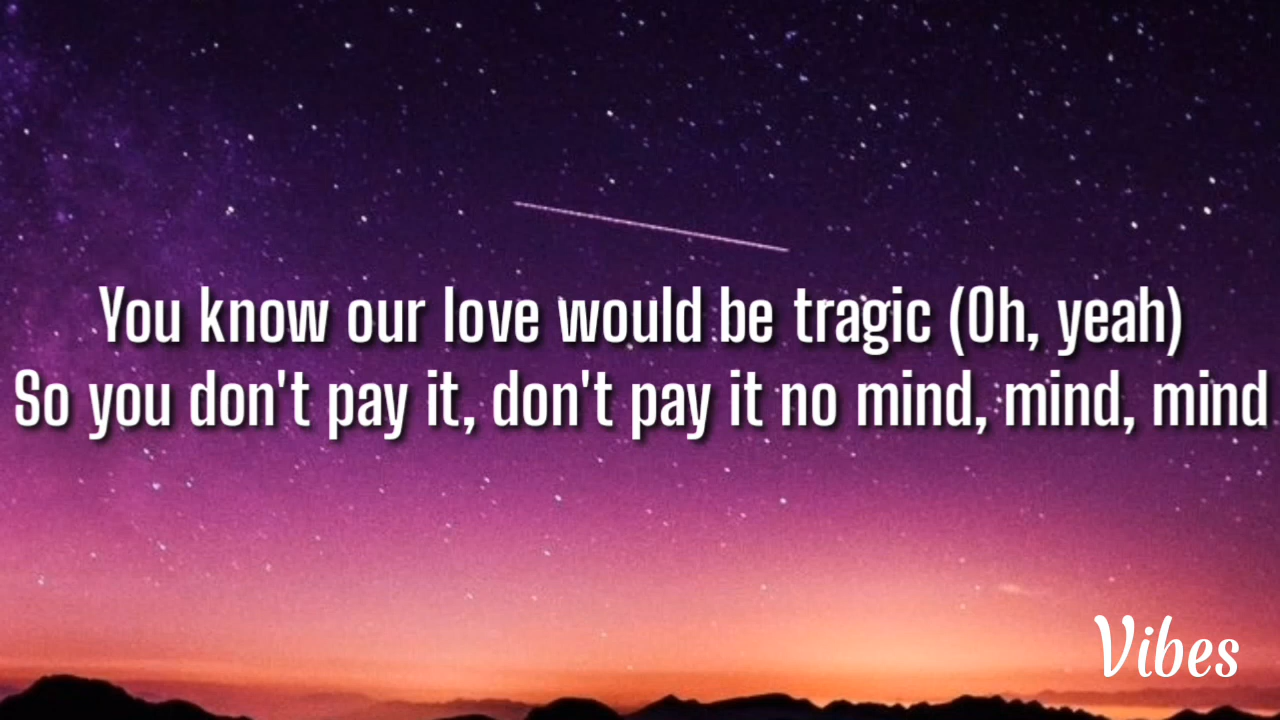 You know our love would be tragic (Oh, yeah)
So you don't pay it, don't pay it no mind, mind, mind
Vibes